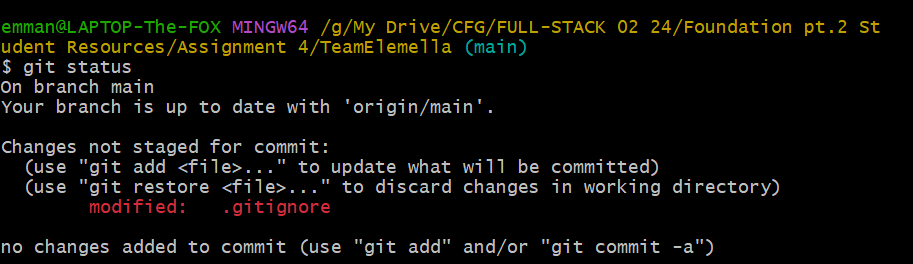 emman@LAPTOP-The-FOX MINGW64 /g/My Drive/CFG/FULL-STACK O2 24/Foundation pt.2 St
udent Resources/Assignment 4/TeamElemella (main)
$ git status
On branch main
Your branch is up to date with 'origin/main'.
Changes not staged for commit:
  (use "git add <file>..." to update what will be committed)
  (use "git restore <file>..." to discard changes in working directory)
        modified:   .gitignore
no changes added to commit (use "git add" and/or "git commit -a")